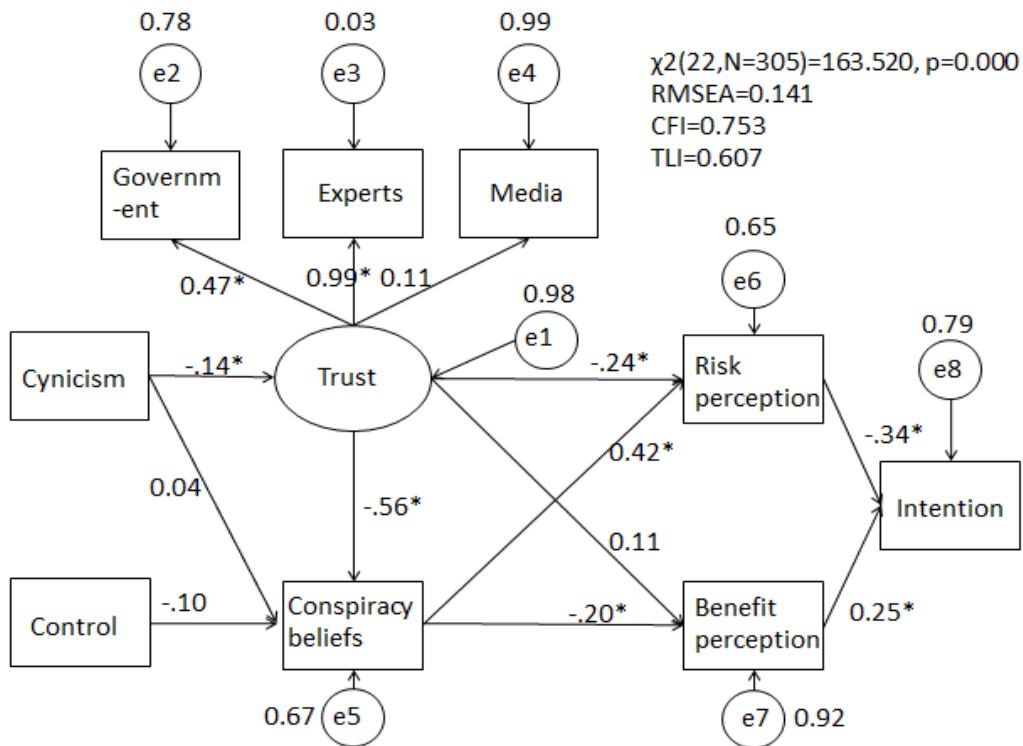 0.78
0.03
0.99
e2
e3
e4
χ2(22,N=305)=163.520, p=0.000
RMSEA=0.141
CFI=0.753
TLI=0.607
Governm
-ent
Experts
Media
0.65
e6
0.47*
0.99*
0.11
0.98
e1
0.79
e8
Cynicism
-.14*
Trust
-.24*
Risk
perception
-.34*
0.42*
0.04
-.56*
Intention
0.11
Control
-.10
Conspiracy
beliefs
-.20*
Benefit
perception
0.25*
0.67
e5
e7
0.92